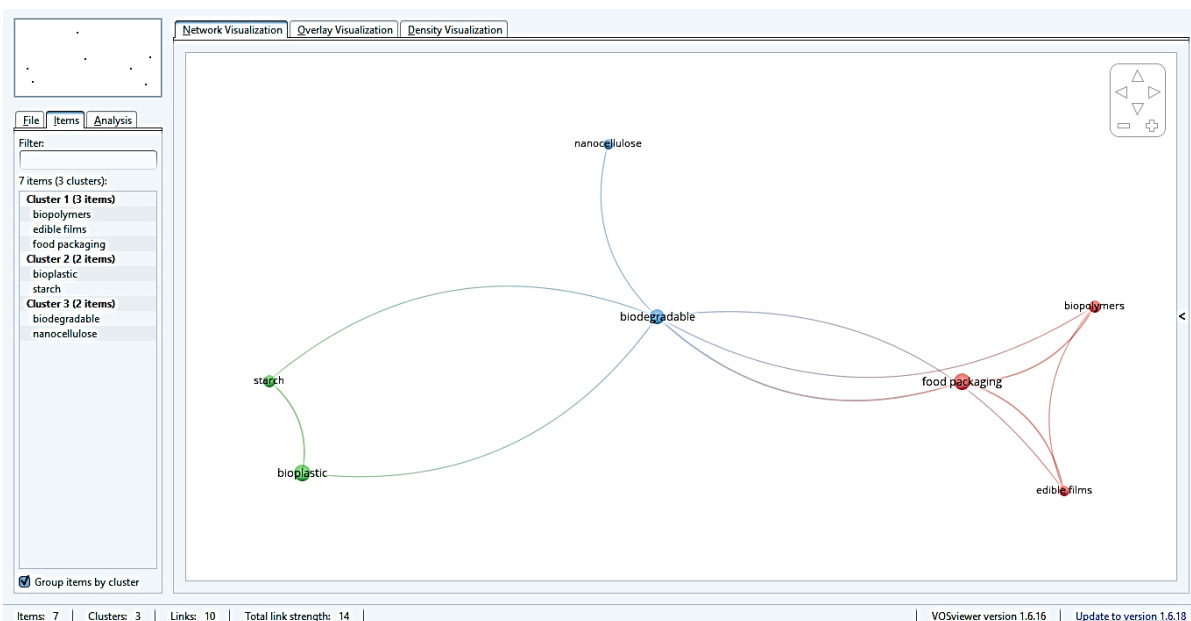 Network Visualization Overlay Visualization Density Visualization
File Items Analysis
Filter:
7 items (3 clusters):
Cluster 1 (3 items)
biopolymers
edible films
food packaging
Cluster 2 (2 items)
bioplastic
starch
Cluster 3 (2 items)
biodegradable
nanocellulose
Group items by cluster
nanocellulose
biodegradable
biopolymers
food packaging
starch
bioplastic
edible films
<
Items: 7 Clusters: 3 Links: 10 Total link strength: 14 VOSviewer version 1.6.16 Update to version 1.6.18